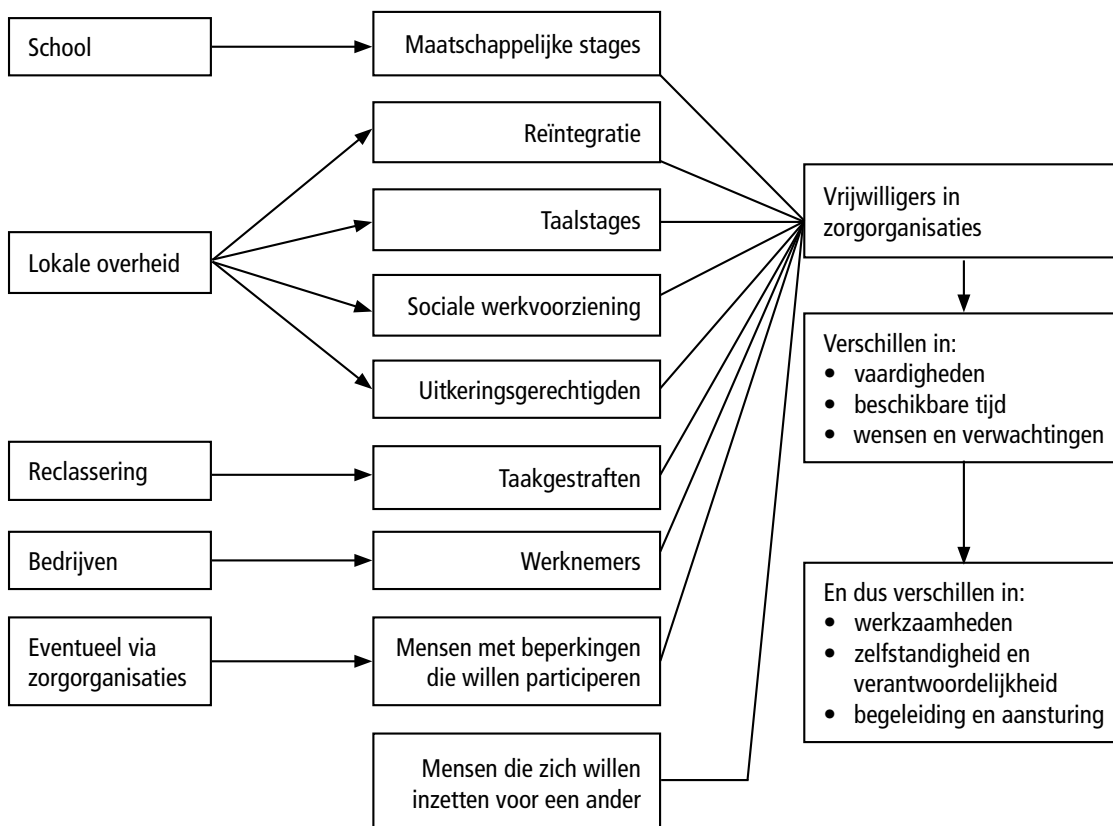 School
Maatschappelijke stages
Reïntegratie
Taalstages
Lokale overheid
Sociale werkvoorziening
Uitkeringsgerechtigden
Reclassering
Taakgestraften
Bedrijven
Werknemers
Eventueel via
zorgorganisaties
Mensen met beperkingen
die willen participeren
Mensen die zich willen
inzetten voor een ander
Vrijwilligers in
zorgorganisaties
Verschillen in:
• vaardigheden
• beschikbare tijd
• wensen en verwachtingen
En dus verschillen in:
• werkzaamheden
• zelfstandigheid en
verantwoordelijkheid
• begeleiding en aansturing